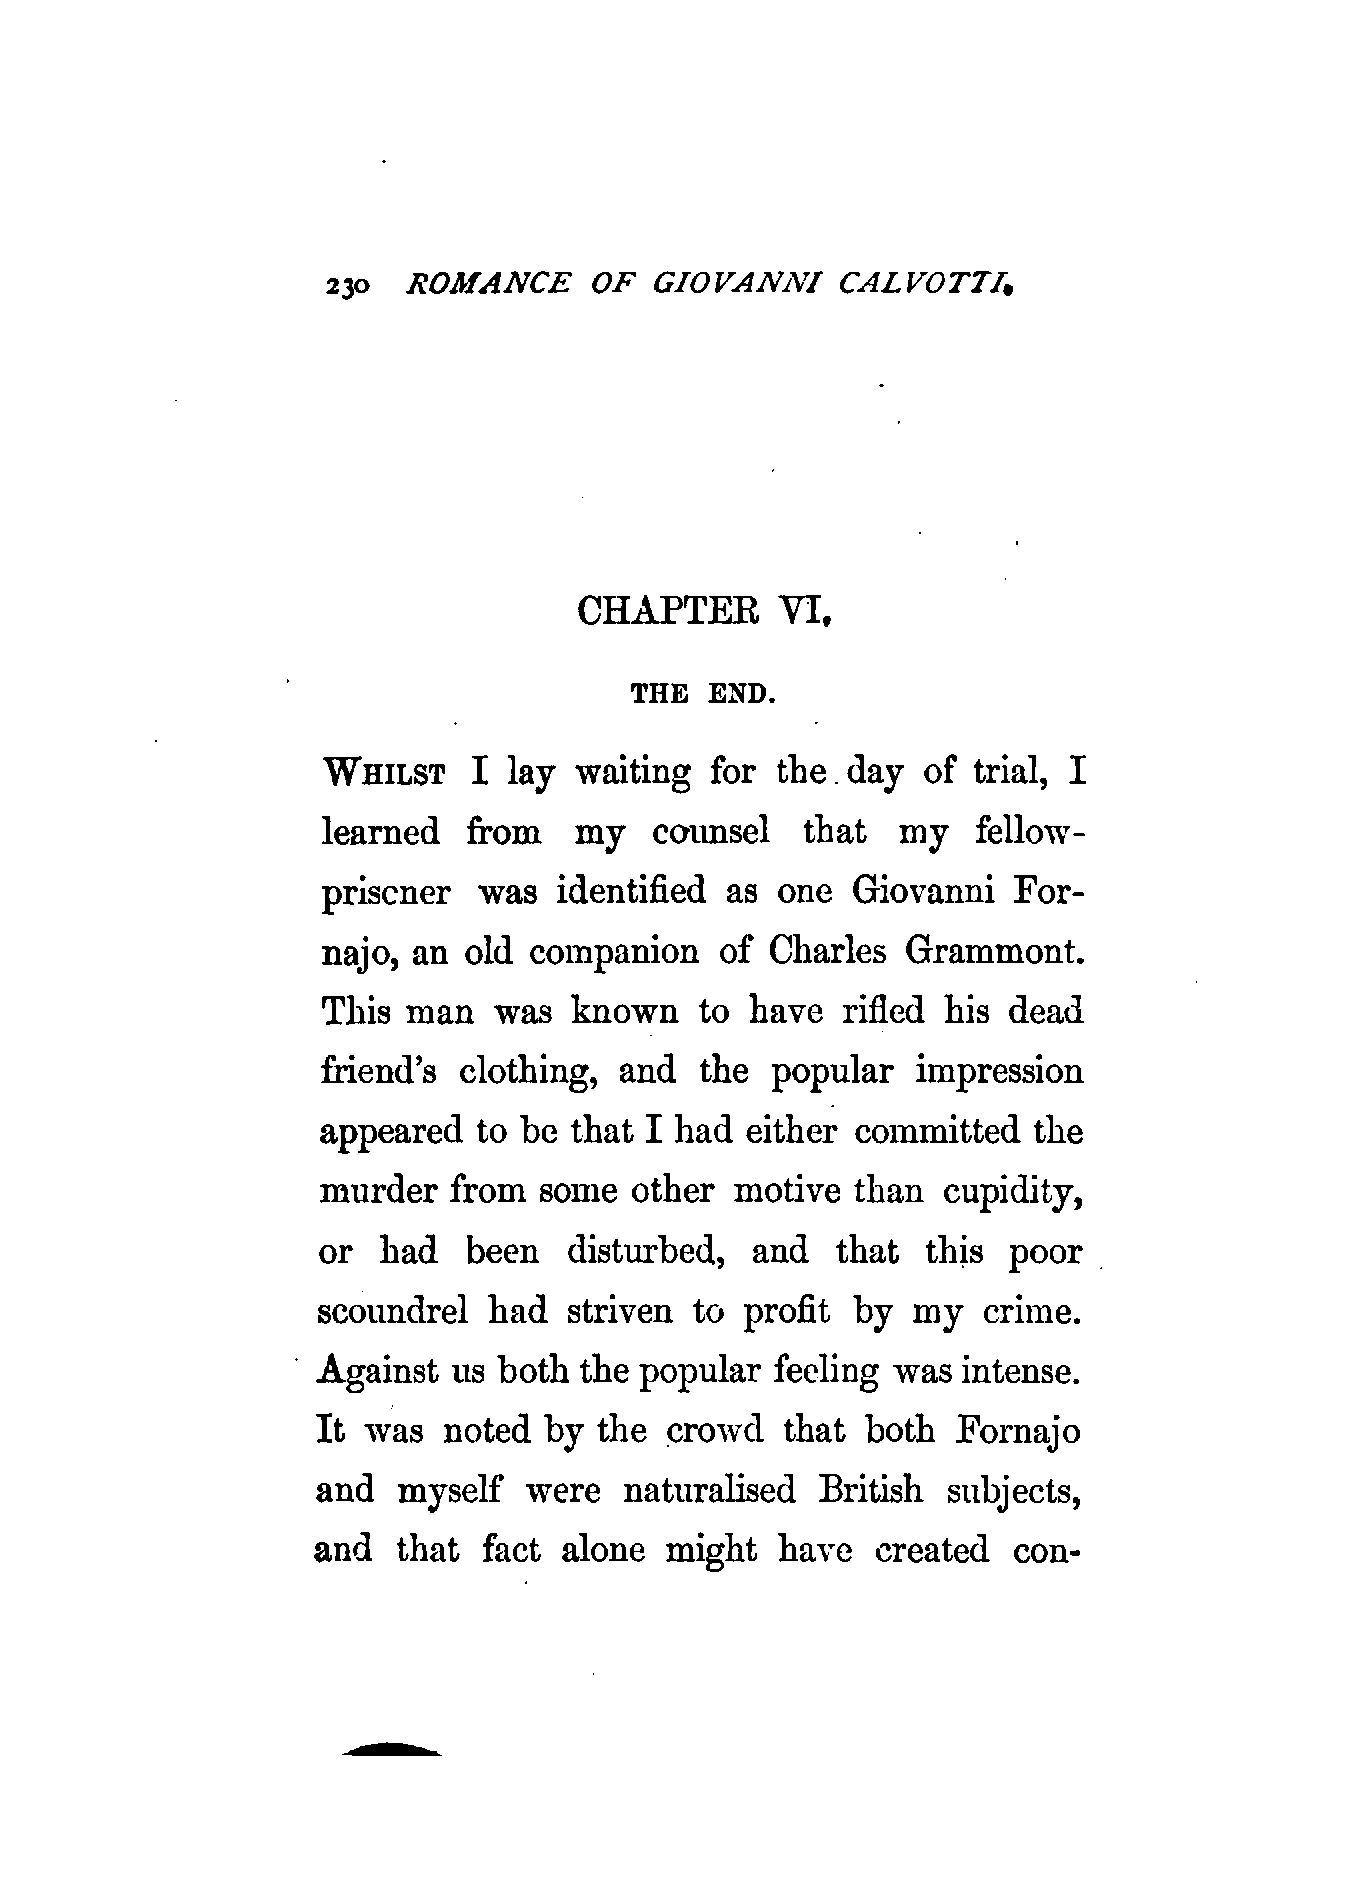 230 ROMANCE OF GIOVANNI CALVOTTI.
CHAPTER VI.
THE END.
WHILST I lay waiting for the day of trial, I
learned from my counsel that my fellow-
priscner was identified as one Giovanni For-
najo, an old companion of Charles Grammont.
This man was known to have rifled his dead
friend's clothing, and the popular impression
appeared to be that I had either committed the
murder from some other motive than cupidity,
or had been disturbed, and that this poor
scoundrel had striven to profit by my crime.
Against us both the popular feeling was intense.
It was noted by the crowd that both Fornajo
and myself were naturalised British subjects,
and that fact alone might have created con-